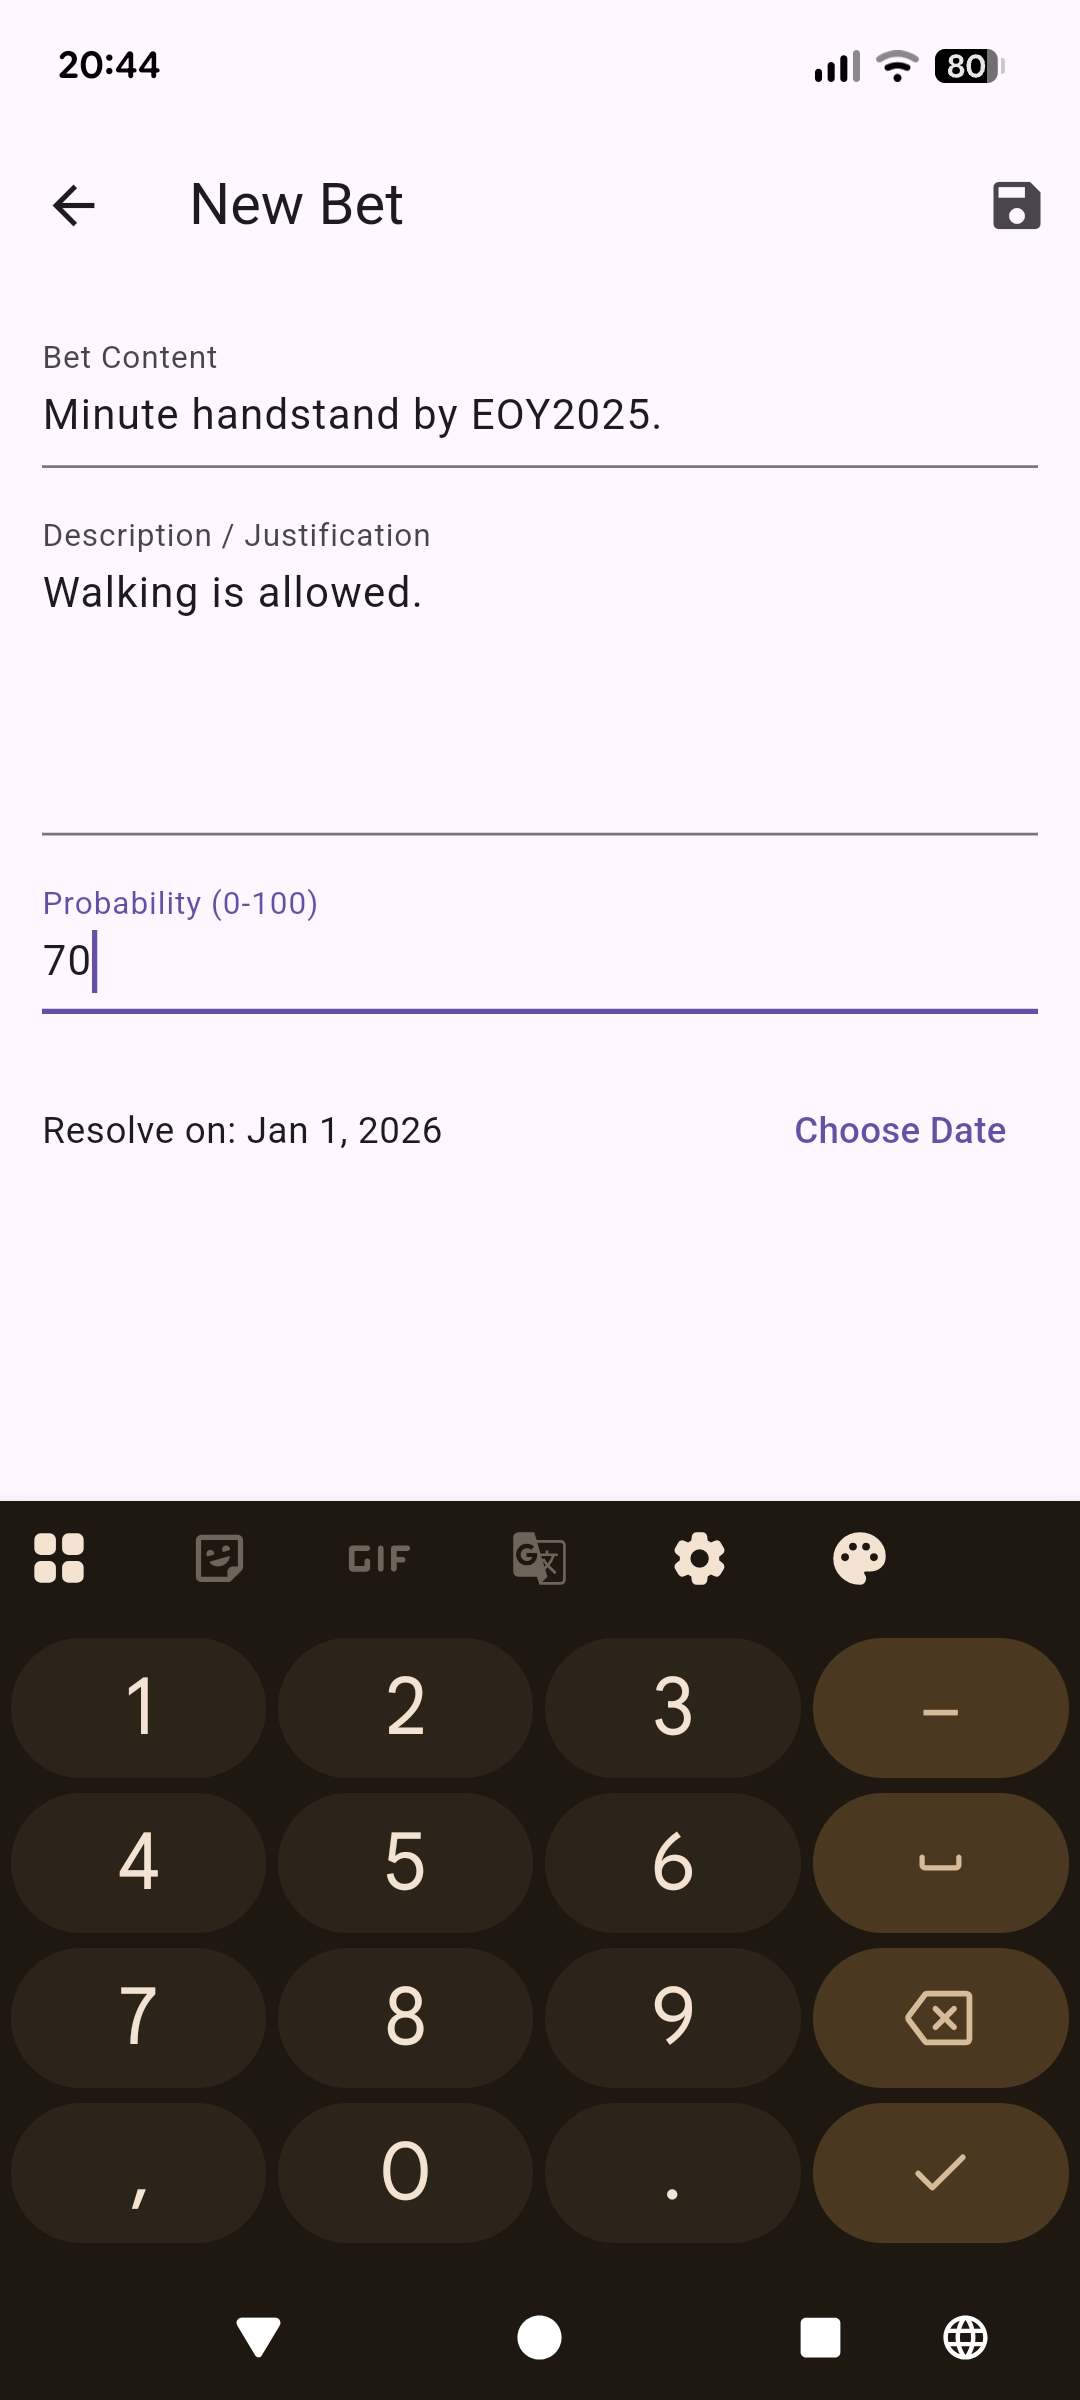 20:44
80
New Bet
Bet Content
Minute handstand by EOY2025.
Description / Justification
Walking is allowed.
Probability (0-100)
70
Resolve on: Jan 1, 2026 Choose Date
GIF
G文
1 2 3 –
4 5 6
7 8 9
, 0 .